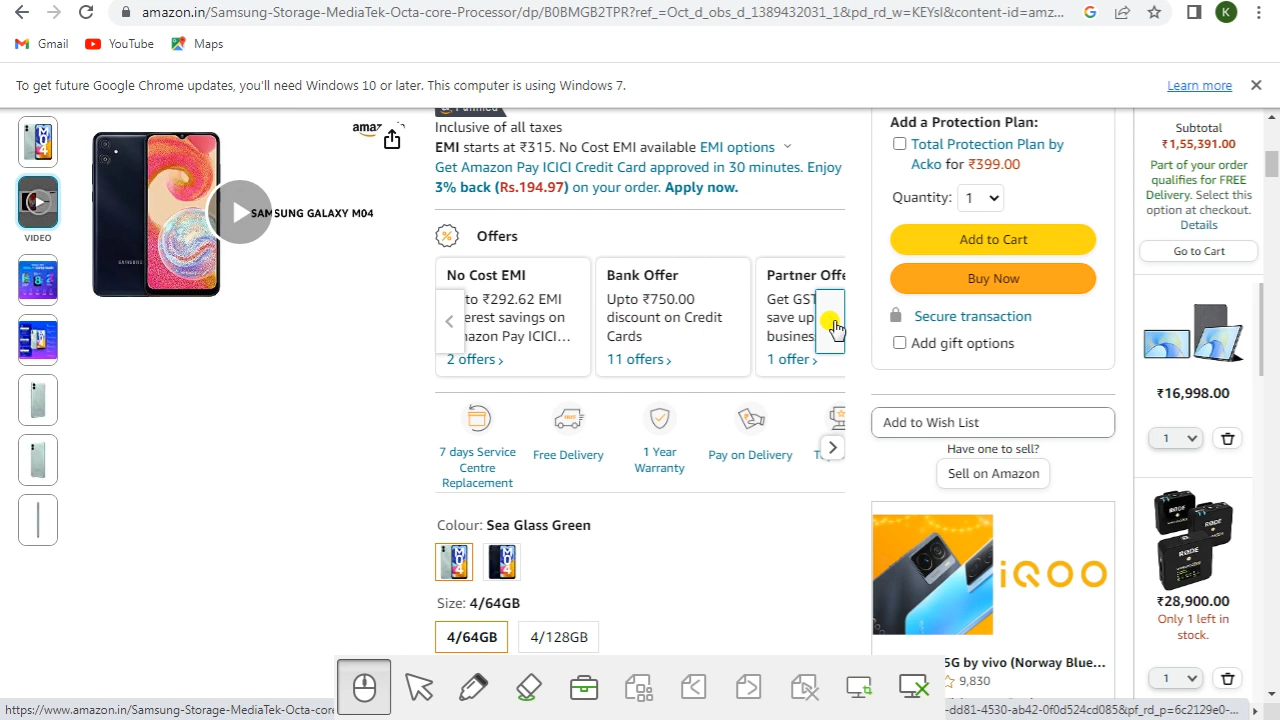 amazon.in/Samsung-Storage-MediaTek-Octa-core-Processor/dp/B0BMGB2TPR?ref_=Oct_d_obs_d_1389432031_1&pd_rd_w=KEYsI&content-id=amz...
K
Gmail
YouTube
Maps
To get future Google Chrome updates, you'll need Windows 10 or later. This computer is using Windows 7.
Learn more
VIDEO
SAMSUNG GALAXY M04
SAMSUNG
Inclusive of all taxes
EMI starts at ₹315. No Cost EMI available EMI options
Get Amazon Pay ICICI Credit Card approved in 30 minutes. Enjoy
3% back (Rs.194.97) on your order. Apply now.
Offers
No Cost EMI
to ₹292.62 EMI
erest savings on
azon Pay ICICI...
2 offers ›
Bank Offer
Upto ₹750.00
discount on Credit
Cards
11 offers ›
Partner Offe
Get GST
save up
busines
1 offer ›
7 days Service
Centre
Replacement
Free Delivery
1 Year
Warranty
Pay on Delivery
Colour: Sea Glass Green
Size: 4/64GB
4/64GB
4/128GB
Add a Protection Plan:
Total Protection Plan by
Acko for ₹399.00
Quantity: 1
Add to Cart
Buy Now
Secure transaction
Add gift options
Add to Wish List
Have one to sell?
Sell on Amazon
iQOO
5G by vivo (Norway Blue...
9,830
Subtotal
₹1,55,391.00
Part of your order
qualifies for FREE
Delivery. Select this
option at checkout.
Details
Go to Cart
₹16,998.00
1
RØDE
RØDE
RØDE
₹28,900.00
Only 1 left in
stock.
1
https://www.amazon.in/Samsung-Storage-MediaTek-Octa-core
-dd81-4530-ab42-0f0d524cd085&pf_rd_p=6c2129e0-...